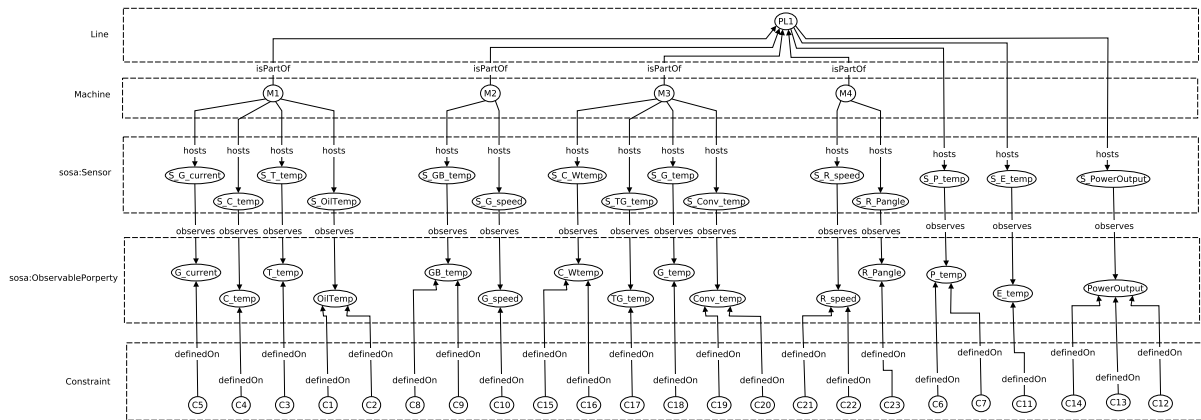 PL1
Line
isPartOf isPartOf isPartOf isPartOf
Machine M1 M2 M3 M4
hosts hosts hosts hosts hosts hosts hosts hosts hosts hosts hosts hosts hosts hosts hosts
sosa:Sensor S_G_current S_T_temp S_GB_temp S_C_Wtemp S_G_temp S_R_speed S_P_temp S_E_temp S_PowerOutput
S_C_temp S_OilTemp S_G_speed S_TG_temp S_Conv_temp S_R_Pangle
observes observes observes observes observes observes observes observes observes observes observes observes observes observes observes
sosa:ObservablePorperty G_current T_temp GB_temp C_Wtemp G_temp R_Pangle P_temp
C_temp OilTemp G_speed TG_temp Conv_temp R_speed E_temp PowerOutput
definedOn definedOn definedOn definedOn definedOn definedOn definedOn definedOn definedOn definedOn definedOn definedOn
Constraint
definedOn definedOn definedOn definedOn definedOn definedOn definedOn definedOn definedOn definedOn definedOn
C5 C4 C3 C1 C2 C8 C9 C10 C15 C16 C17 C18 C19 C20 C21 C22 C23 C6 C7 C11 C14 C13 C12